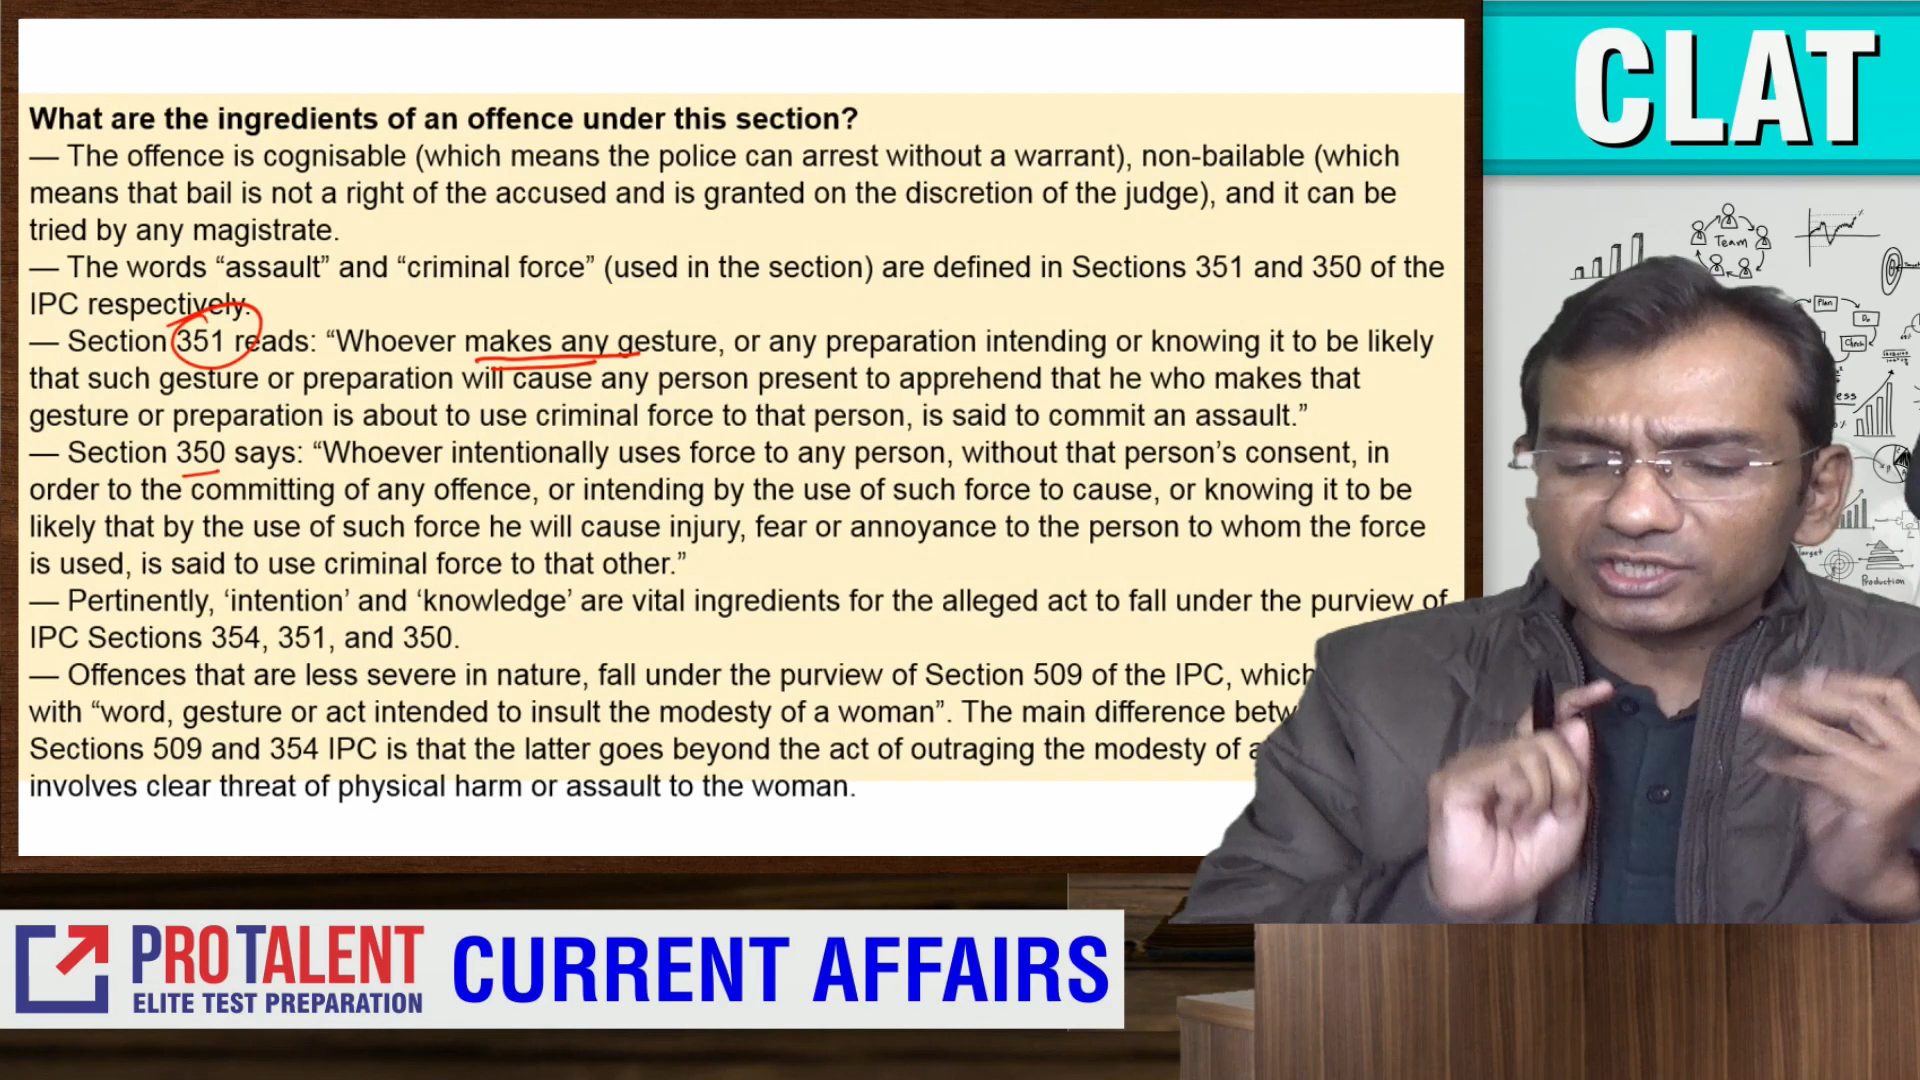 What are the ingredients of an offence under this section?
— The offence is cognisable (which means the police can arrest without a warrant), non-bailable (which
means that bail is not a right of the accused and is granted on the discretion of the judge), and it can be
tried by any magistrate.
— The words “assault” and “criminal force” (used in the section) are defined in Sections 351 and 350 of the
IPC respectively.
— Section 351 reads: “Whoever makes any gesture, or any preparation intending or knowing it to be likely
that such gesture or preparation will cause any person present to apprehend that he who makes that
gesture or preparation is about to use criminal force to that person, is said to commit an assault.”
— Section 350 says: “Whoever intentionally uses force to any person, without that person’s consent, in
order to the committing of any offence, or intending by the use of such force to cause, or knowing it to be
likely that by the use of such force he will cause injury, fear or annoyance to the person to whom the force
is used, is said to use criminal force to that other.”
— Pertinently, ‘intention’ and ‘knowledge’ are vital ingredients for the alleged act to fall under the purview of
IPC Sections 354, 351, and 350.
— Offences that are less severe in nature, fall under the purview of Section 509 of the IPC, which
with “word, gesture or act intended to insult the modesty of a woman”. The main difference
Sections 509 and 354 IPC is that the latter goes beyond the act of outraging the modesty of
involves clear threat of physical harm or assault to the woman.
CLAT
Team
Plan
Do
Check
Target
Production
PROTALENT
ELITE TEST PREPARATION
CURRENT AFFAIRS